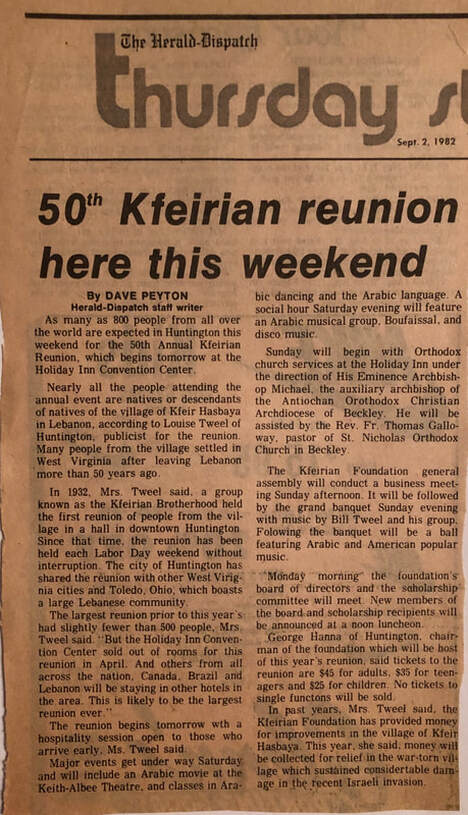 The Herald-Dispatch
thursday st
Sept. 2, 1982
50th Kfeirian reunion
here this weekend
By DAVE PEYTON
Herald-Dispatch staff writer
As many as 800 people from all over
the world are expected in Huntington this
weekend for the 50th Annual Kfeirian
Reunion, which begins tomorrow at the
Holiday Inn Convention Center.
Nearly all the people attending the
annual event are natives or descendants
of natives of the village of Kfeir Hasbaya
in Lebanon, according to Louise Tweel of
Huntington, publicist for the reunion.
Many people from the village settled in
West Virginia after leaving Lebanon
more than 50 years ago.
In 1932, Mrs. Tweel said, a group
known as the Kfeirian Brotherhood held
the first reunion of people from the vil-
lage in a hall in downtown Huntington.
Since that time, the reunion has been
held each Labor Day weekend without
interruption. The city of Huntington has
shared the reunion with other West Virig-
nia cities and Toledo, Ohio, which boasts
a large Lebanese community.
The largest reunion prior to this year's
had slightly fewer than 500 people, Mrs.
Tweel said. "But the Holiday Inn Conven-
tion Center sold out of rooms for this
reunion in April. And others from all
across the nation, Canada, Brazil and
Lebanon will be staying in other hotels in
the area. This is likely to be the largest
reunion ever."
The reunion begins tomorrow wth a
hospitality session open to those who
arrive early, Ms. Tweel said.
Major events get under way Saturday
and will include an Arabic movie at the
Keith-Albee Theatre, and classes in Ara-
bic dancing and the Arabic language. A
social hour Saturday evening will feature
an Arabic musical group, Boufaissal, and
disco music.
Sunday will begin with Orthodox
church services at the Holiday Inn under
the direction of His Eminence Archbish-
op Michael, the auxiliary archbishop of
the Antiochan Orotodox Christian
Archdiocese of Beckley. He will be
assisted by the Rev. Fr. Thomas Gallo-
way, pastor of St. Nicholas Orthodox
Church in Beckley.
The Kfeirian Foundation general
assembly will conduct a business meet-
ing Sunday afternoon. It will be followed
by the grand banquet Sunday evening
with music by Bill Tweel and his group.
Folowing the banquet will be a ball
featuring Arabic and American popular
music.
Monday morning the foundation's
board of directors and the scholarship
committee will meet. New members of
the board and scholarship recipients will
be announced at a noon luncheon.
George Hanna of Huntington, chair-
man of the foundation which will be host
of this year's reunion, said tickets to the
reunion are $45 for adults, $35 for teen-
agers and $25 for children. No tickets to
single functons will be sold.
In past years, Mrs. Tweel said, the
Kfeirian Foundation has provided money
for improvements in the village of Kfeir
Hasbaya. This year, she said, money will
be collected for relief in the war-torn vil-
lage which sustained considertable dam-
age in the recent Israeli invasion.